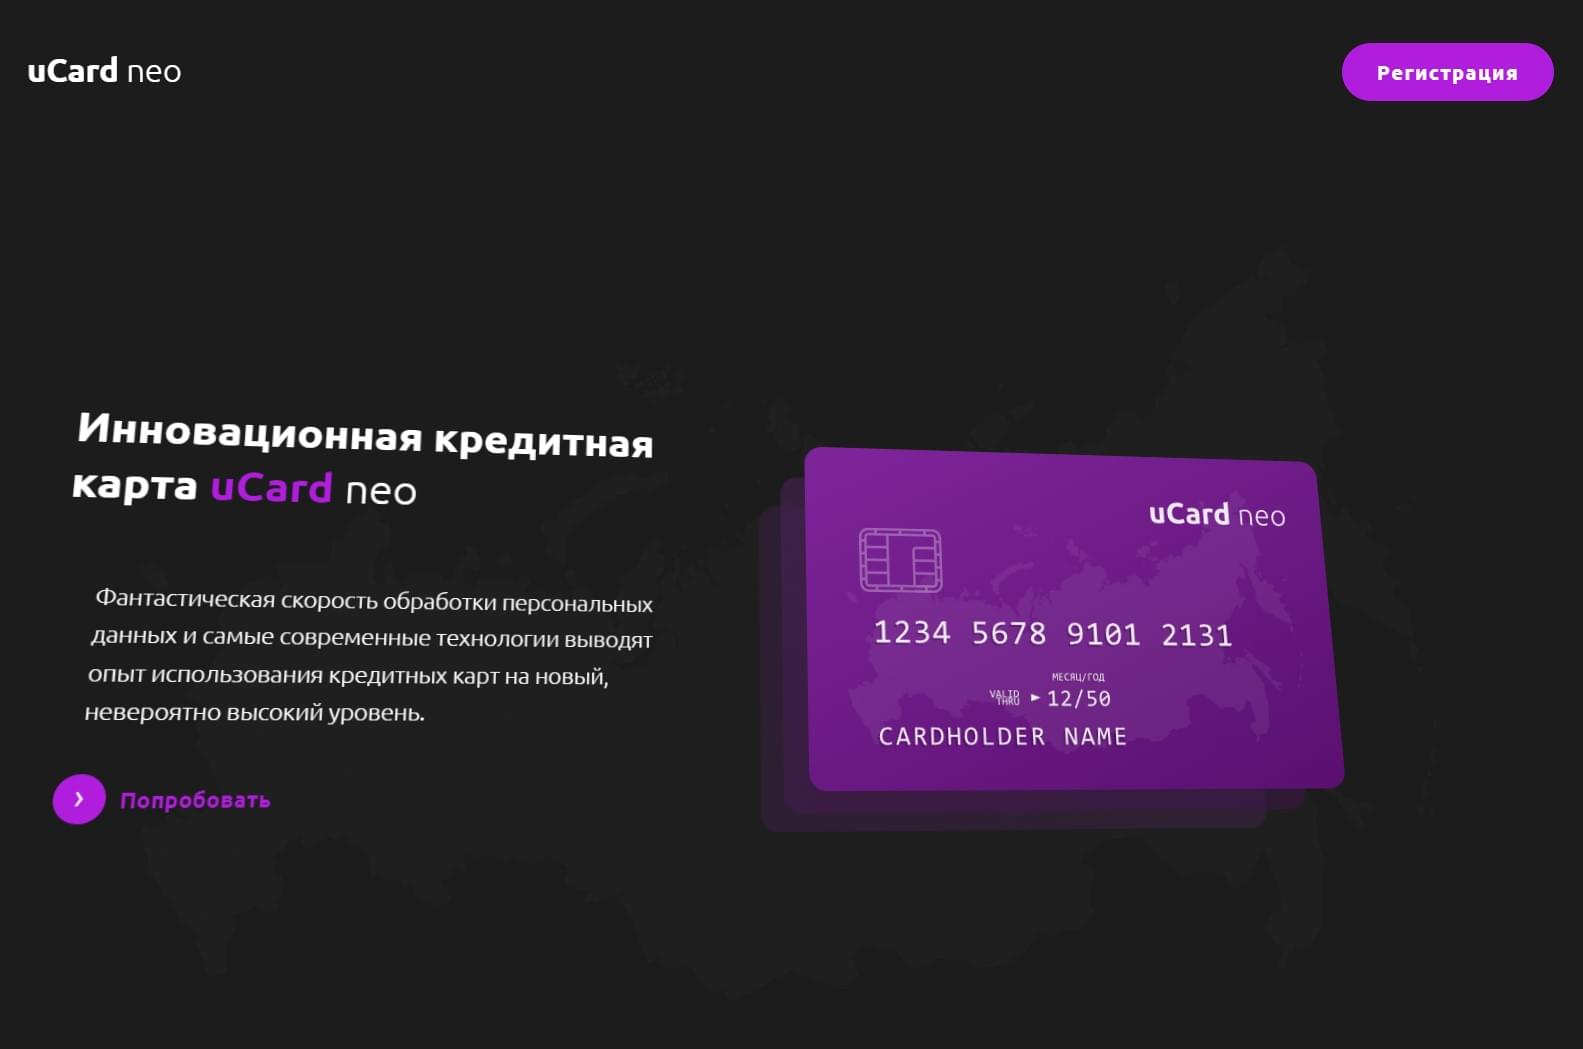 uCard neo
Регистрация
Инновационная кредитная
карта uCard neo
Фантастическая скорость обработки персональных
данных и самые современные технологии выводят
опыт использования кредитных карт на новый,
невероятно высокий уровень.
Попробовать
uCard neo
1234 5678 9101 2131
МЕСЯЦ/ГОД
VALID
THRU
12/50
CARDHOLDER NAME